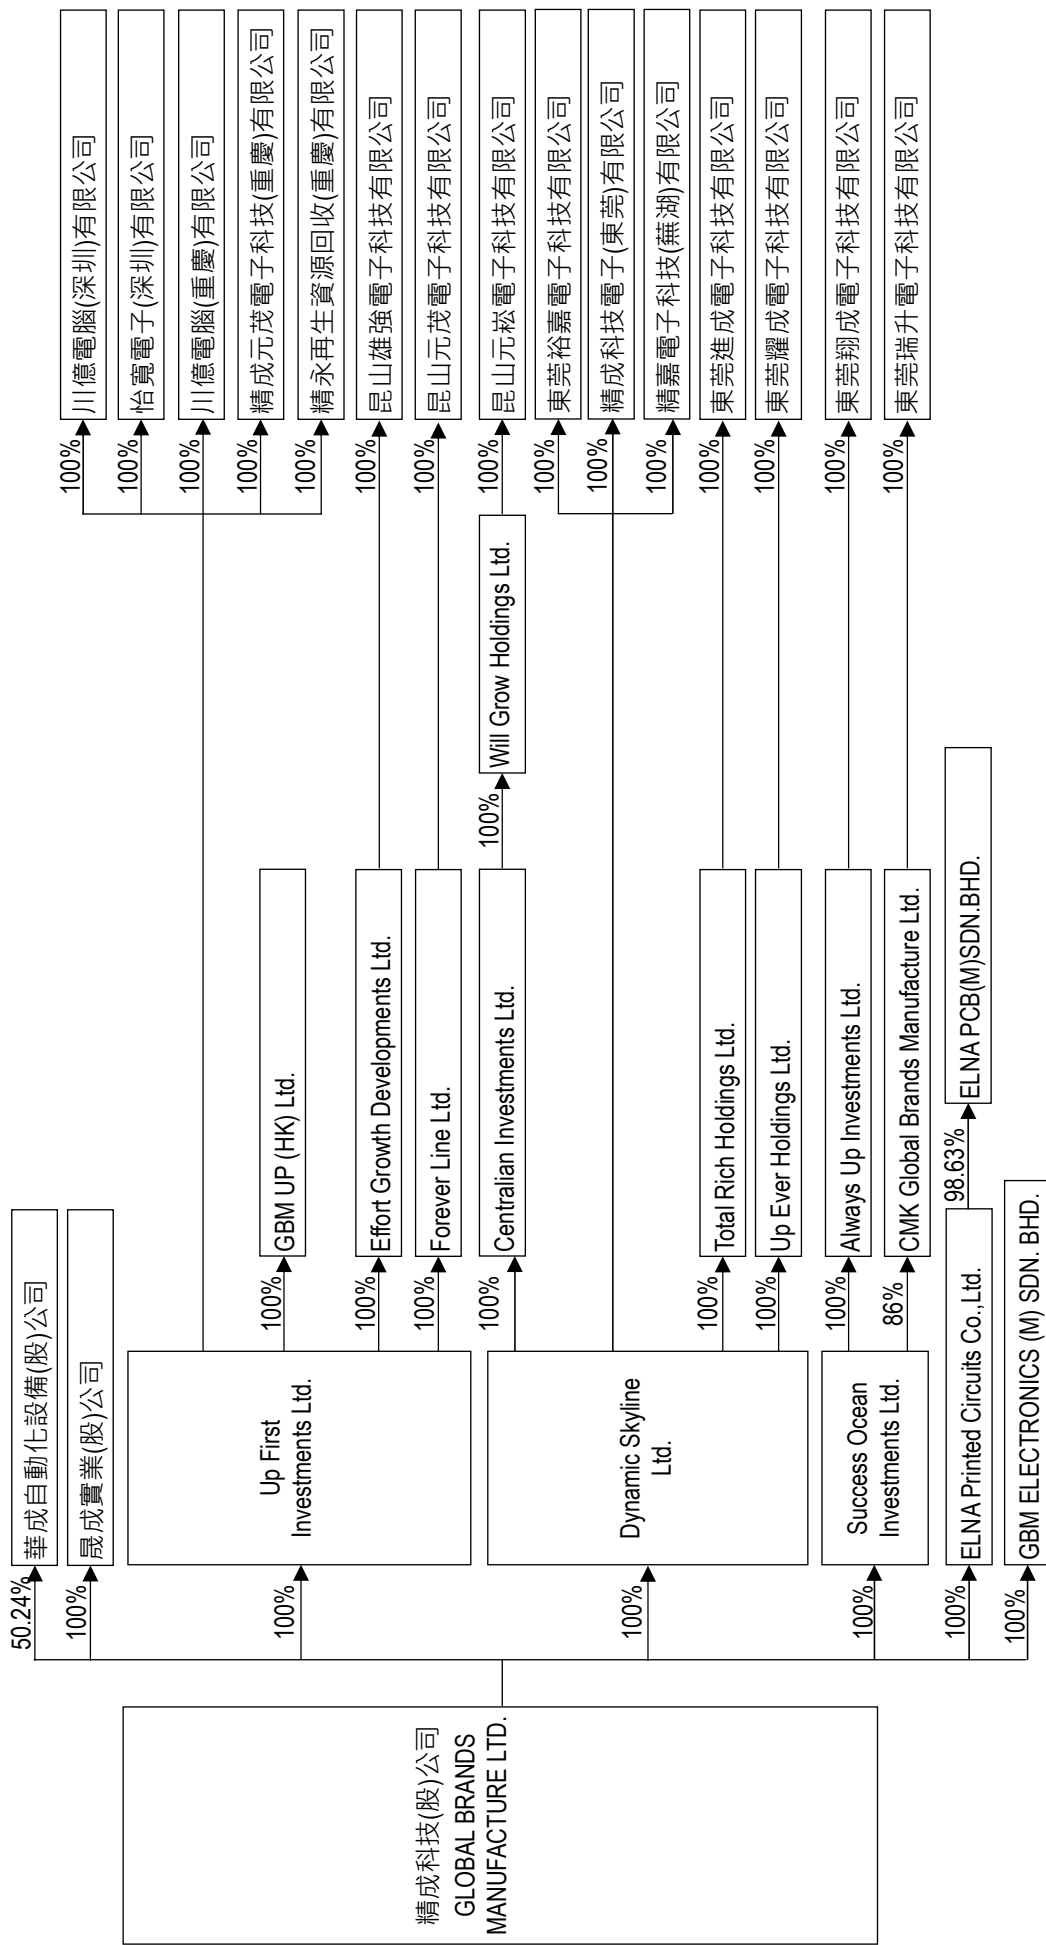 精成科技(股)公司
GLOBAL BRANDS
MANUFACTURE LTD.
50.24%
華成自動化設備(股)公司
100%
晟成實業(股)公司
100%
Up First
Investments Ltd.
100%
Dynamic Skyline
Ltd.
100%
Success Ocean
Investments Ltd.
100%
ELNA Printed Circuits Co.,Ltd.
100%
GBM ELECTRONICS (M) SDN. BHD.
100%
GBM UP (HK) Ltd.
100%
Effort Growth Developments Ltd.
100%
Forever Line Ltd.
100%
Centralian Investments Ltd.
100%
Total Rich Holdings Ltd.
100%
Up Ever Holdings Ltd.
100%
Always Up Investments Ltd.
86%
CMK Global Brands Manufacture Ltd.
98.63%
ELNA PCB(M)SDN.BHD.
100%
Will Grow Holdings Ltd.
100%
川億電腦(深圳)有限公司
100%
怡寬電子(深圳)有限公司
100%
川億電腦(重慶)有限公司
100%
精成元茂電子科技(重慶)有限公司
100%
精永再生資源回收(重慶)有限公司
100%
昆山雄強電子科技有限公司
100%
昆山元茂電子科技有限公司
100%
昆山元崧電子科技有限公司
100%
東莞裕嘉電子科技有限公司
100%
精成科技電子(東莞)有限公司
100%
精嘉電子科技(蕪湖)有限公司
100%
東莞進成電子科技有限公司
100%
東莞耀成電子科技有限公司
100%
東莞翔成電子科技有限公司
100%
東莞瑞升電子科技有限公司